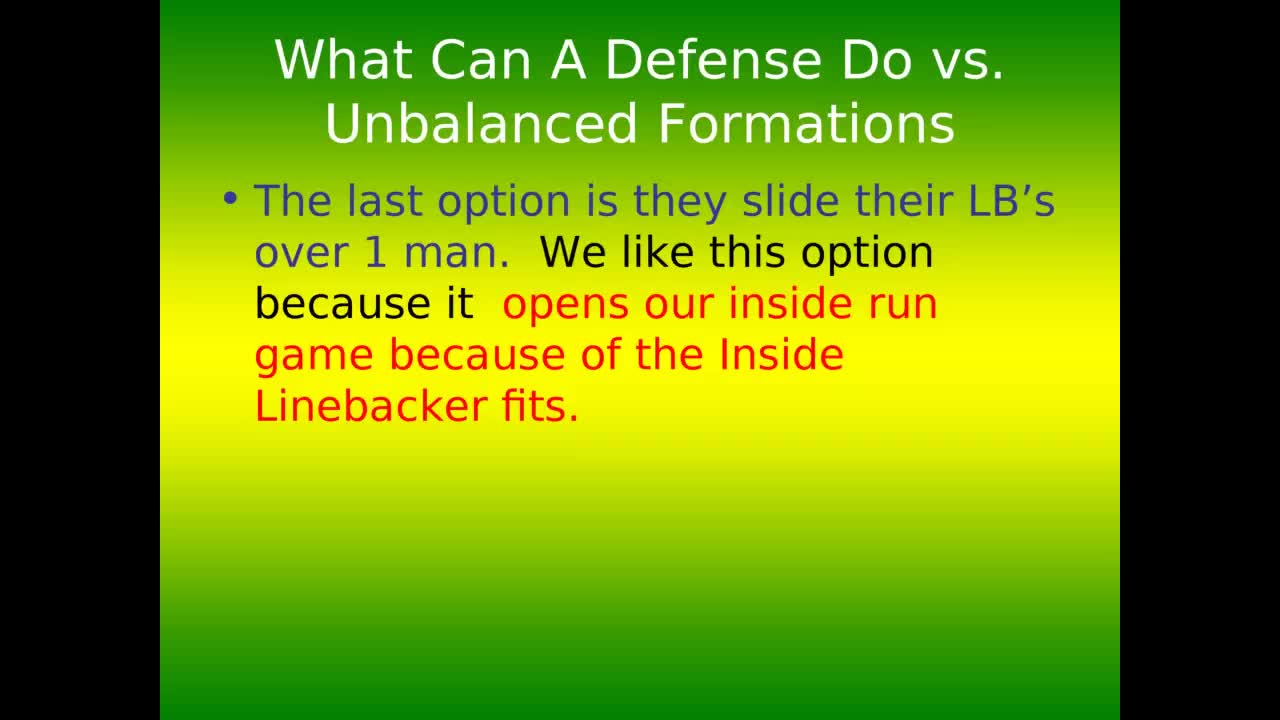 What Can A Defense Do vs.
Unbalanced Formations
• The last option is they slide their LB’s
over 1 man.  We like this option
because it  opens our inside run
game because of the Inside
Linebacker fits.